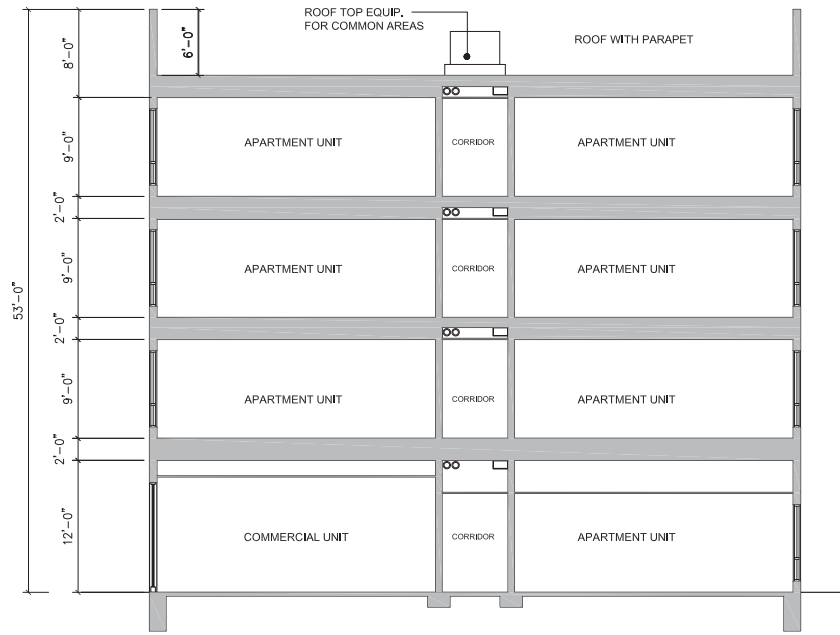 ROOF TOP EQUIP.
FOR COMMON AREAS
ROOF WITH PARAPET
53'-0"
8'-0"
6'-0"
9'-0"
APARTMENT UNIT
CORRIDOR
APARTMENT UNIT
2'-0"
9'-0"
APARTMENT UNIT
CORRIDOR
APARTMENT UNIT
2'-0"
9'-0"
APARTMENT UNIT
CORRIDOR
APARTMENT UNIT
2'-0"
12'-0"
COMMERCIAL UNIT
CORRIDOR
APARTMENT UNIT